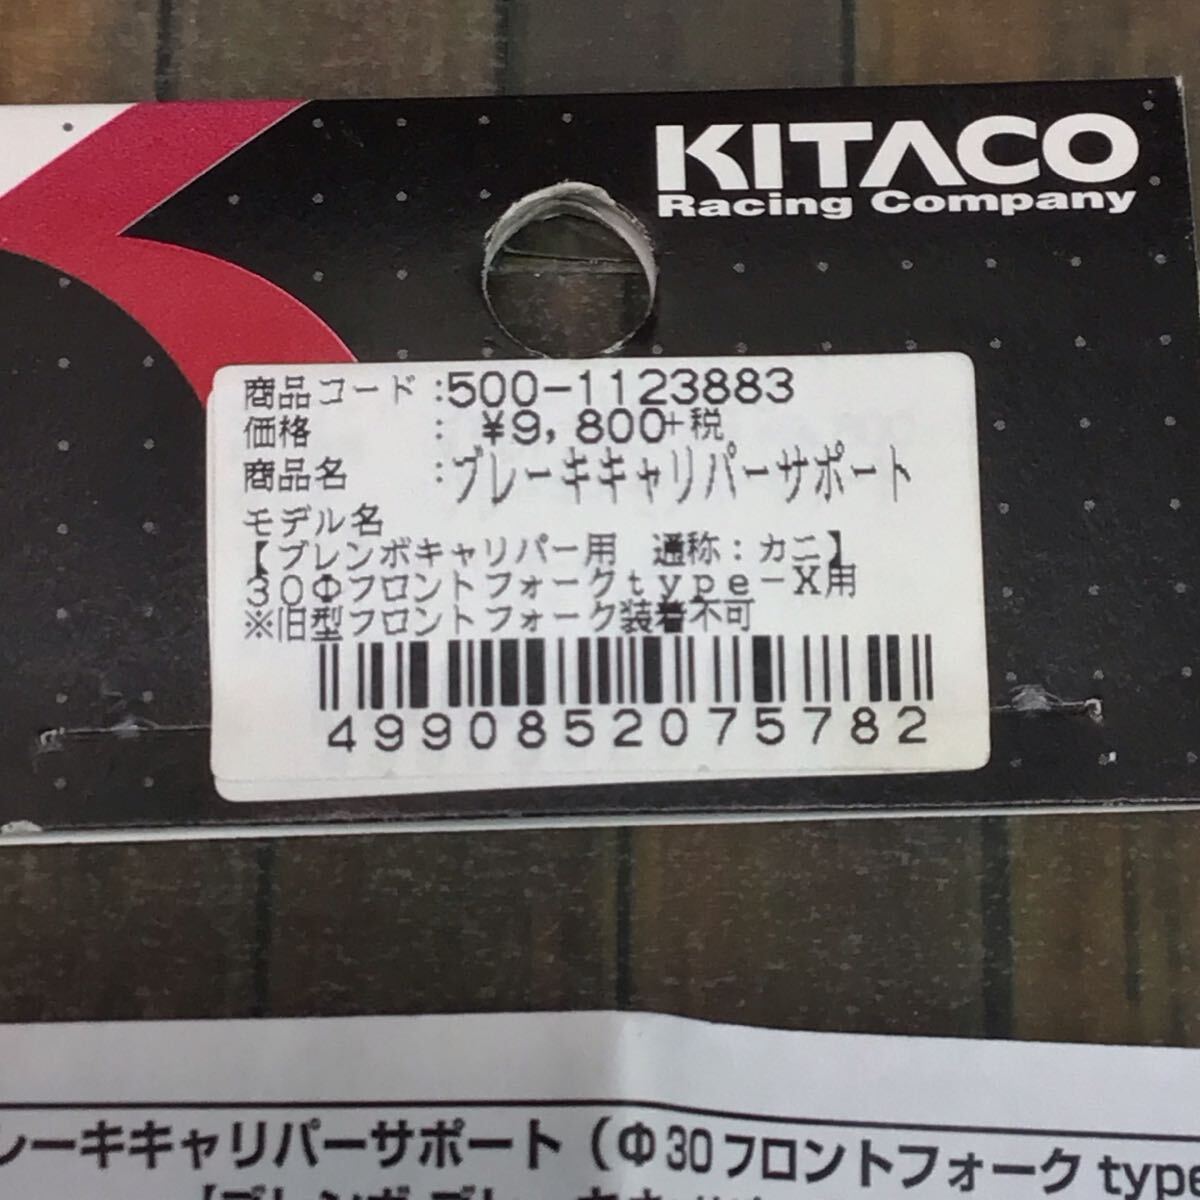 KITACO
Racing Company
商品コード:500-1123883
価格 : ¥9,800+税
商品名 :ブレーキキャリパーサポート
モデル名
【ブレンボキャリパー用 通称:カニ】
30Φフロントフォークtype-X用
※旧型フロントフォーク装着不可
4990852075782
レーキキャリパーサポート(Φ30フロントフォークtype